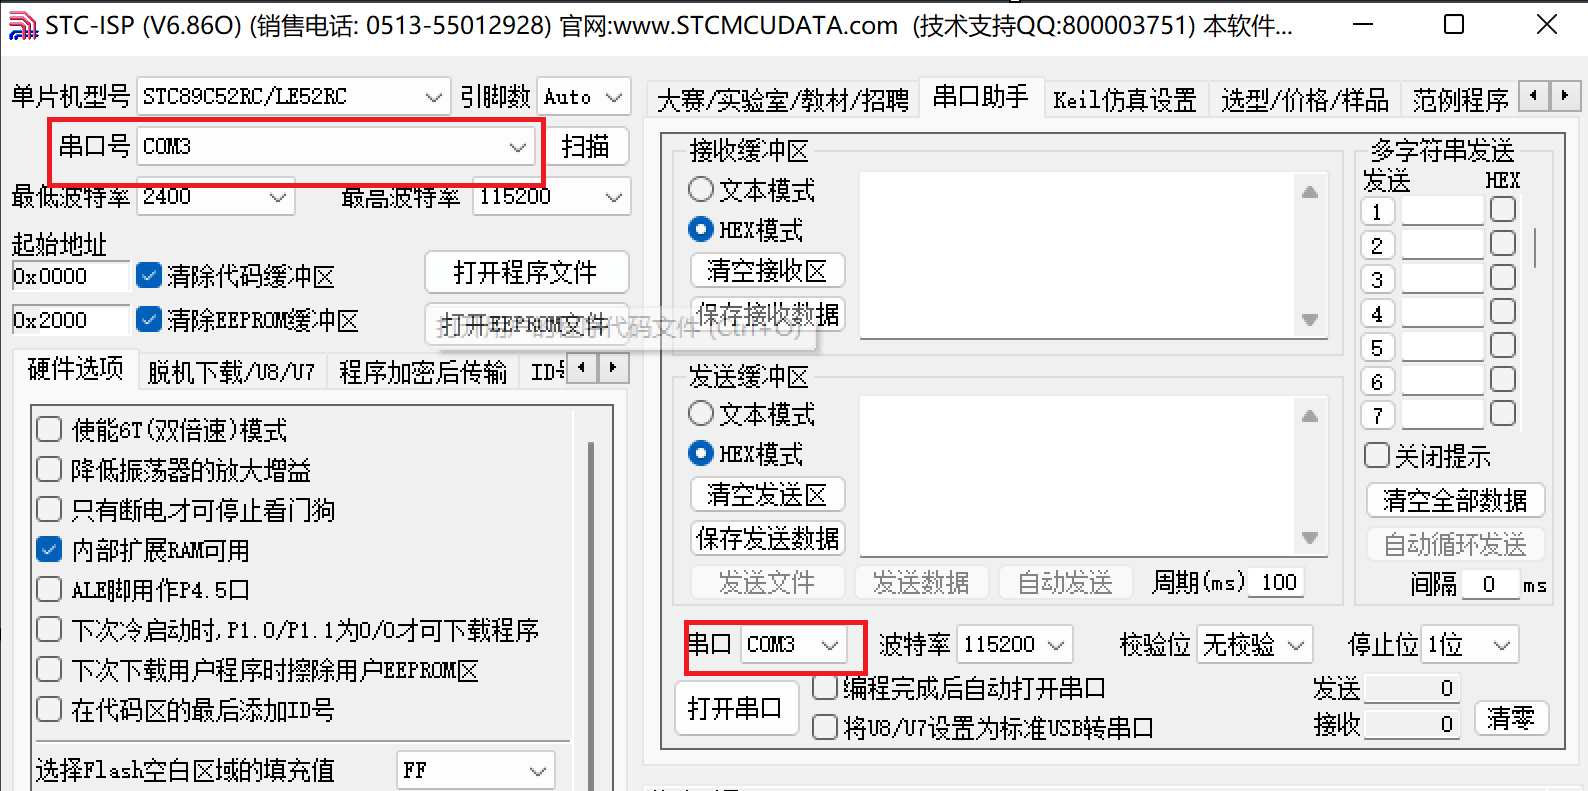 STC-ISP (V6.86O) (销售电话: 0513-55012928) 官网:www.STCMCUDATA.com (技术支持QQ:800003751) 本软件...
单片机型号 STC89C52RC/LE52RC 引脚数 Auto
串口号 COM3 扫描
最低波特率 2400 最高波特率 115200
起始地址
0x0000 清除代码缓冲区 打开程序文件
0x2000 清除EEPROM缓冲区 打开EEPROM文件
硬件选项 脱机下载/U8/U7 程序加密后传输 ID号
使能6T(双倍速)模式
降低振荡器的放大增益
只有断电才可停止看门狗
内部扩展RAM可用
ALE脚用作P4.5口
下次冷启动时,P1.0/P1.1为0/0才可下载程序
下次下载用户程序时擦除用户EEPROM区
在代码区的最后添加ID号
选择Flash空白区域的填充值 FF
大赛/实验室/教材/招聘 串口助手 Keil仿真设置 选型/价格/样品 范例程序
接收缓冲区
文本模式
HEX模式
清空接收区
保存接收数据
代码文件 (Ctrl+O)
发送缓冲区
文本模式
HEX模式
清空发送区
保存发送数据
发送文件 发送数据 自动发送 周期(ms) 100
多字符串发送
发送 HEX
1
2
3
4
5
6
7
关闭提示
清空全部数据
自动循环发送
间隔 0 ms
串口 COM3 波特率 115200 校验位 无校验 停止位 1位
打开串口 编程完成后自动打开串口 发送 0
将U8/U7设置为标准USB转串口 接收 0 清零